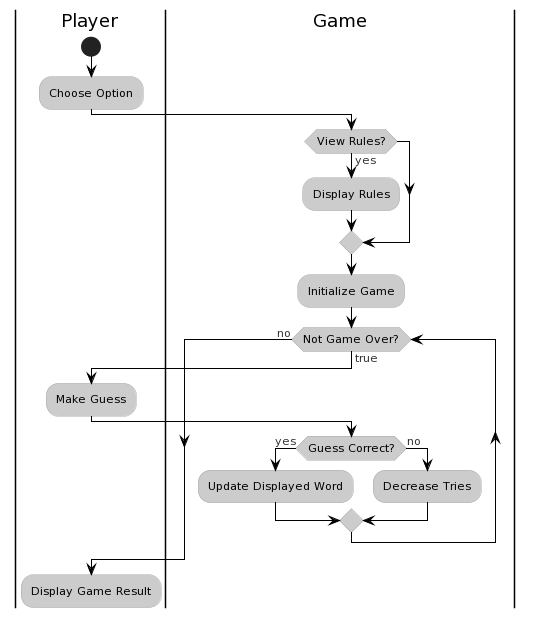 Player
Game
Choose Option
View Rules?
yes
Display Rules
Initialize Game
no
Not Game Over?
true
Make Guess
yes
Guess Correct?
no
Update Displayed Word
Decrease Tries
Display Game Result